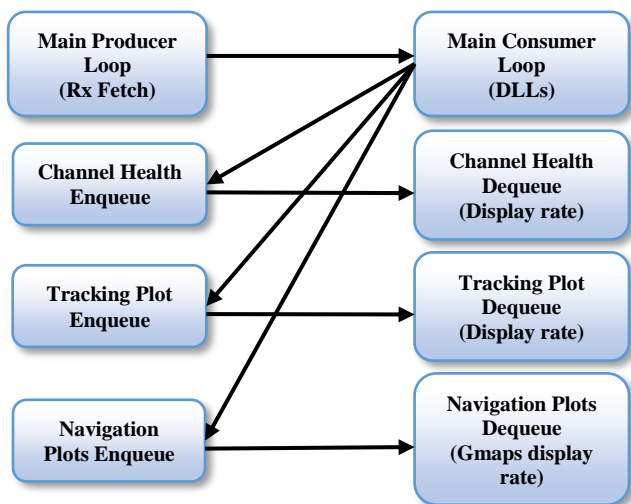 Main Producer
Loop
(Rx Fetch)
Main Consumer
Loop
(DLLs)
Channel Health
Enqueue
Channel Health
Dequeue
(Display rate)
Tracking Plot
Enqueue
Tracking Plot
Dequeue
(Display rate)
Navigation
Plots Enqueue
Navigation Plots
Dequeue
(Gmaps display
rate)